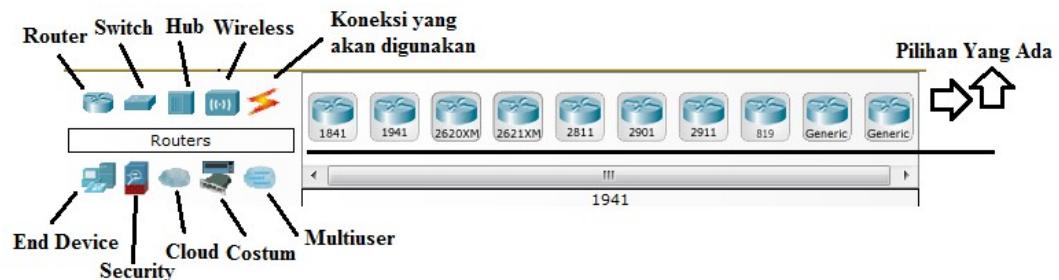 Router
Switch
Hub
Wireless
Koneksi yang
akan digunakan
Pilihan Yang Ada
1841
1941
2620XM
2621XM
2811
2901
2911
819
Generic
Generic
Routers
1941
End Device
Security
Cloud
Costum
Multiuser